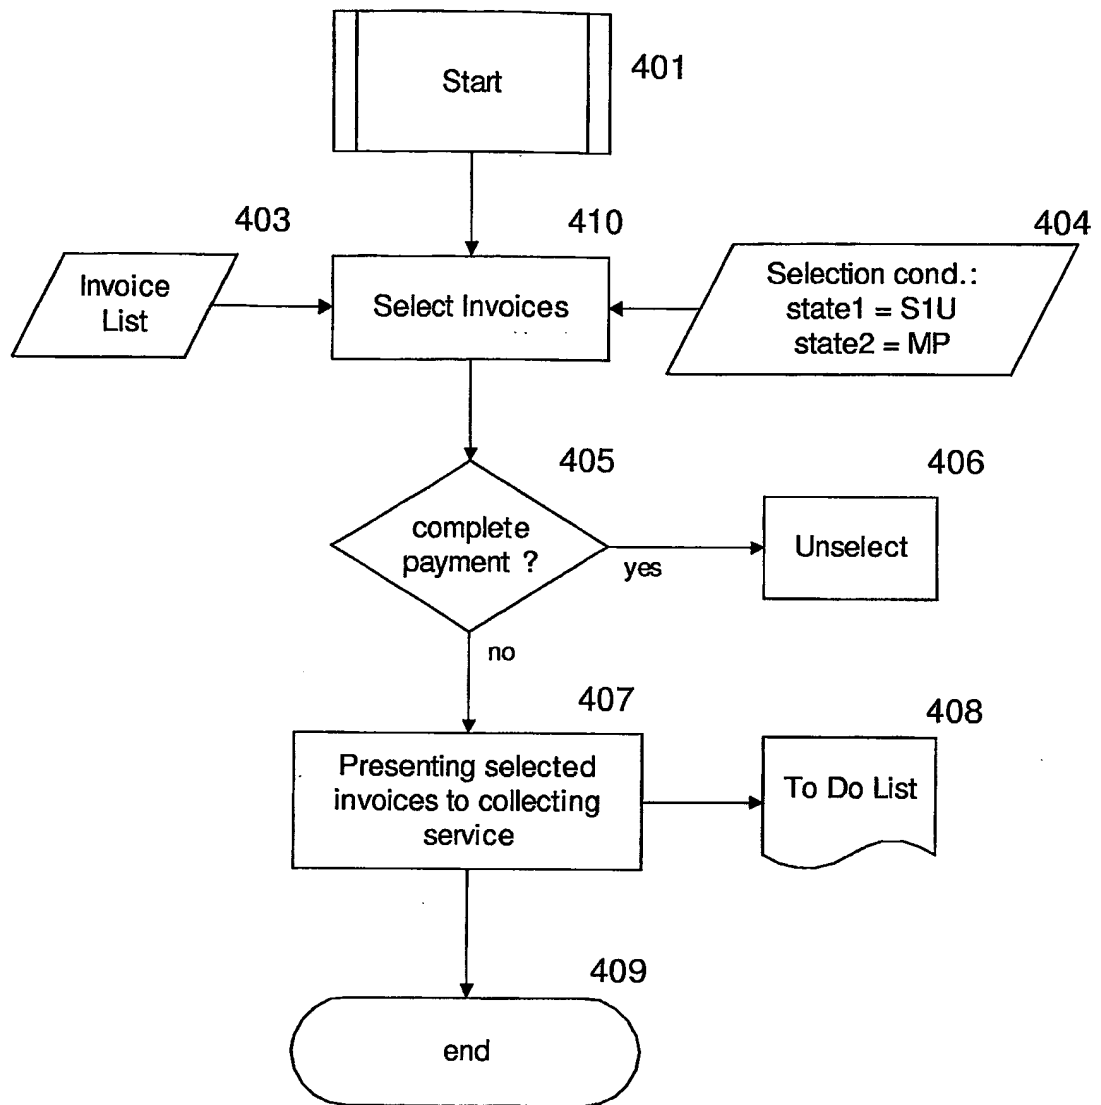 Start
401
403
410
404
Invoice
List
Select Invoices
Selection cond.:
state1 = S1U
state2 = MP
405
406
complete
payment ?
yes
Unselect
no
407
408
Presenting selected
invoices to collecting
service
To Do List
409
end